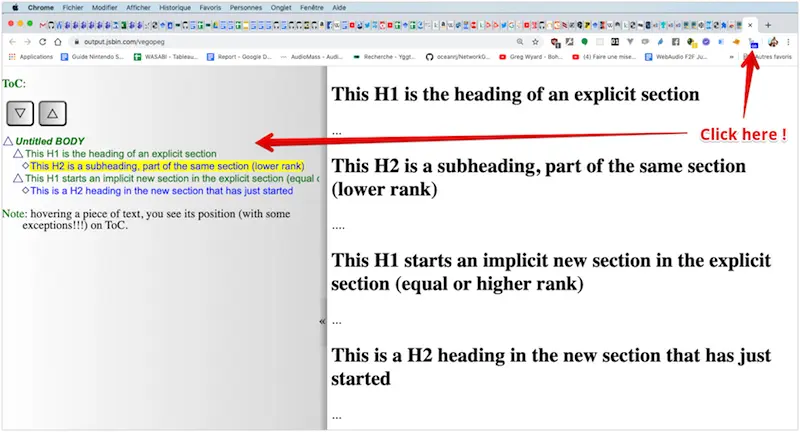 Chrome Fichier Modifier Afficher Historique Favoris Personnes Onglet Fenêtre Aide
output.jsbin.com/vegopeg
Applications Guide Nintendo S... WASABI - Tableau... Report - Google D... AudioMass - Audi... Recherche - Yggt... oceanrj/NetworkG... Greg Wyard - Boh... (4) Faire une mise... WebAudio F2F Ju... Autres favoris
ToC:
Untitled BODY
This H1 is the heading of an explicit section
This H2 is a subheading, part of the same section (lower rank)
This H1 starts an implicit new section in the explicit section (equal o
This is a H2 heading in the new section that has just started
Note: hovering a piece of text, you see its position (with some
exceptions!!!) on ToC.
«
This H1 is the heading of an explicit section
...
Click here !
This H2 is a subheading, part of the same section
(lower rank)
....
This H1 starts an implicit new section in the explicit
section (equal or higher rank)
...
This is a H2 heading in the new section that has just
started
...